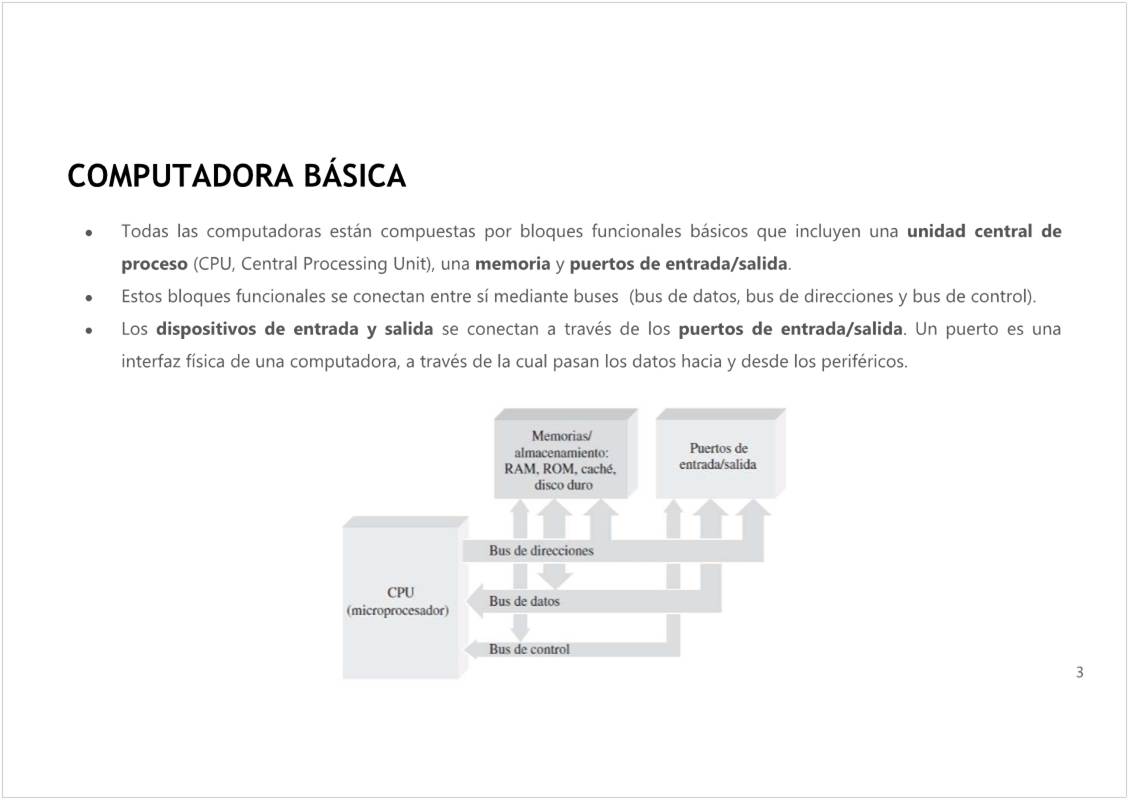 COMPUTADORA BÁSICA
● Todas las computadoras están compuestas por bloques funcionales básicos que incluyen una unidad central de
proceso (CPU, Central Processing Unit), una memoria y puertos de entrada/salida.
● Estos bloques funcionales se conectan entre sí mediante buses (bus de datos, bus de direcciones y bus de control).
● Los dispositivos de entrada y salida se conectan a través de los puertos de entrada/salida. Un puerto es una
interfaz física de una computadora, a través de la cual pasan los datos hacia y desde los periféricos.
Memorias/
almacenamiento:
RAM, ROM, caché,
disco duro
Puertos de
entrada/salida
Bus de direcciones
CPU
(microprocesador)
Bus de datos
Bus de control
3